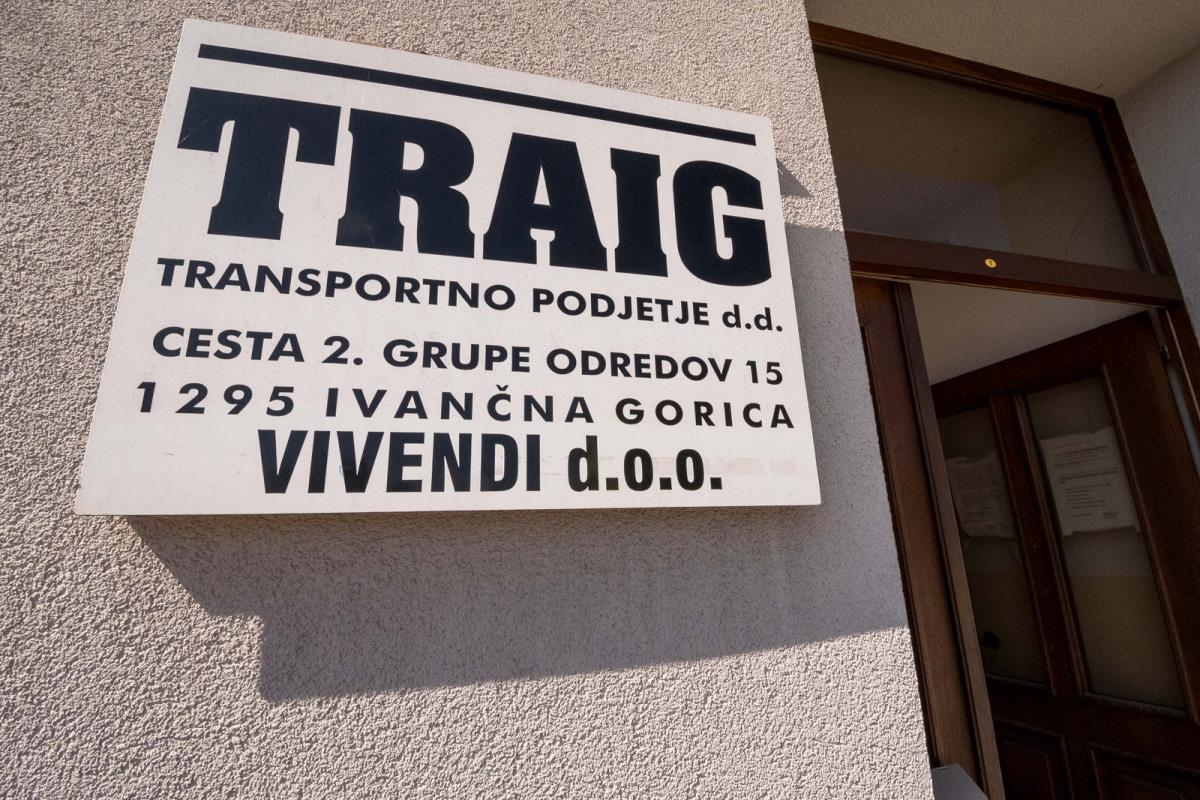 TRAIG
TRANSPORTNO PODJETJE d.d.
CESTA 2. GRUPE ODREDOV 15
1295 IVANČNA GORICA
VIVENDI d.o.o.